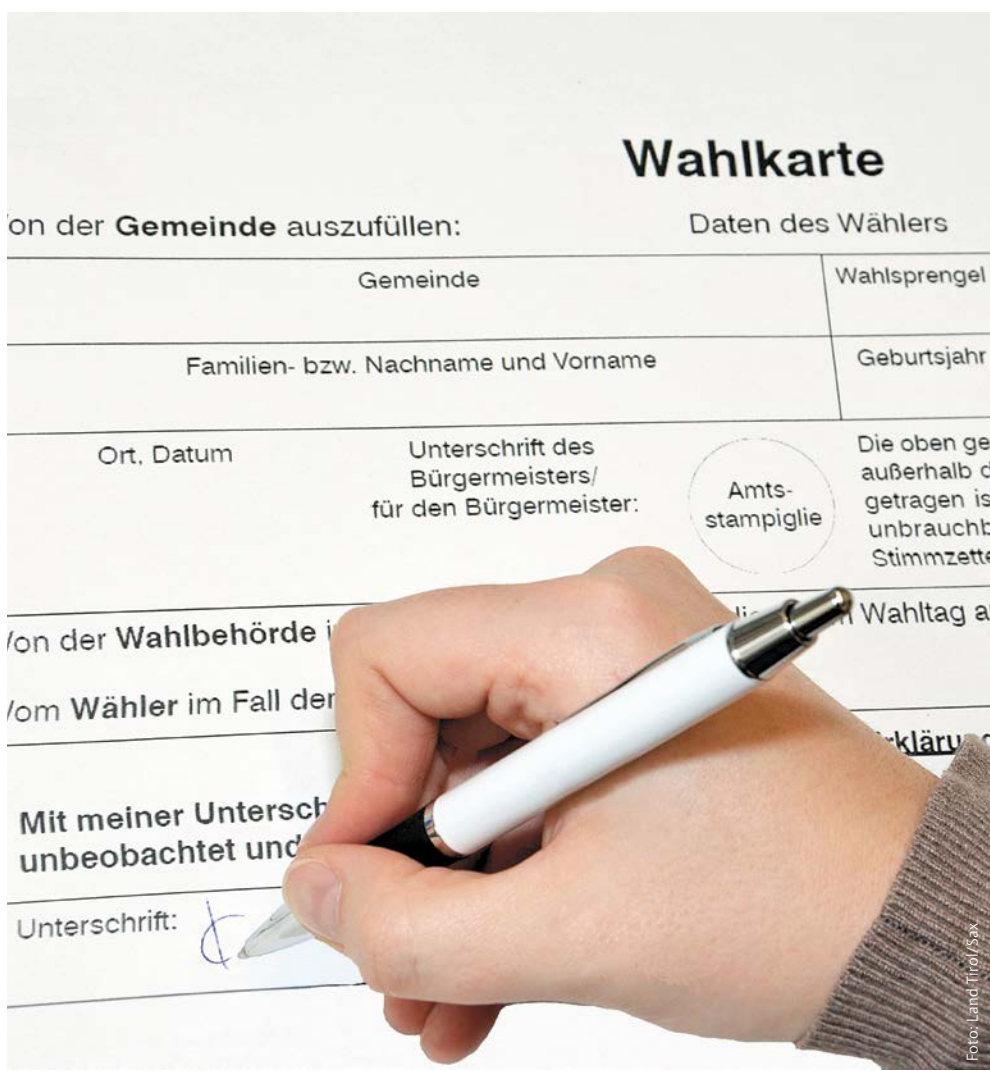 Wahlkarte
on der Gemeinde auszufüllen:
Daten des Wählers
Gemeinde
Wahlsprengel
Familien- bzw. Nachname und Vorname
Geburtsjahr
Ort, Datum
Unterschrift des
Bürgermeisters/
für den Bürgermeister:
Amts-
stampiglie
Die oben ge
außerhalb d
getragen is
unbrauchb
Stimmzette
on der Wahlbehörde i
Wahltag a
om Wähler im Fall der
rklärung
Mit meiner Untersch
unbeobachtet und
Unterschrift:
Foto: Land Tirol/Sax